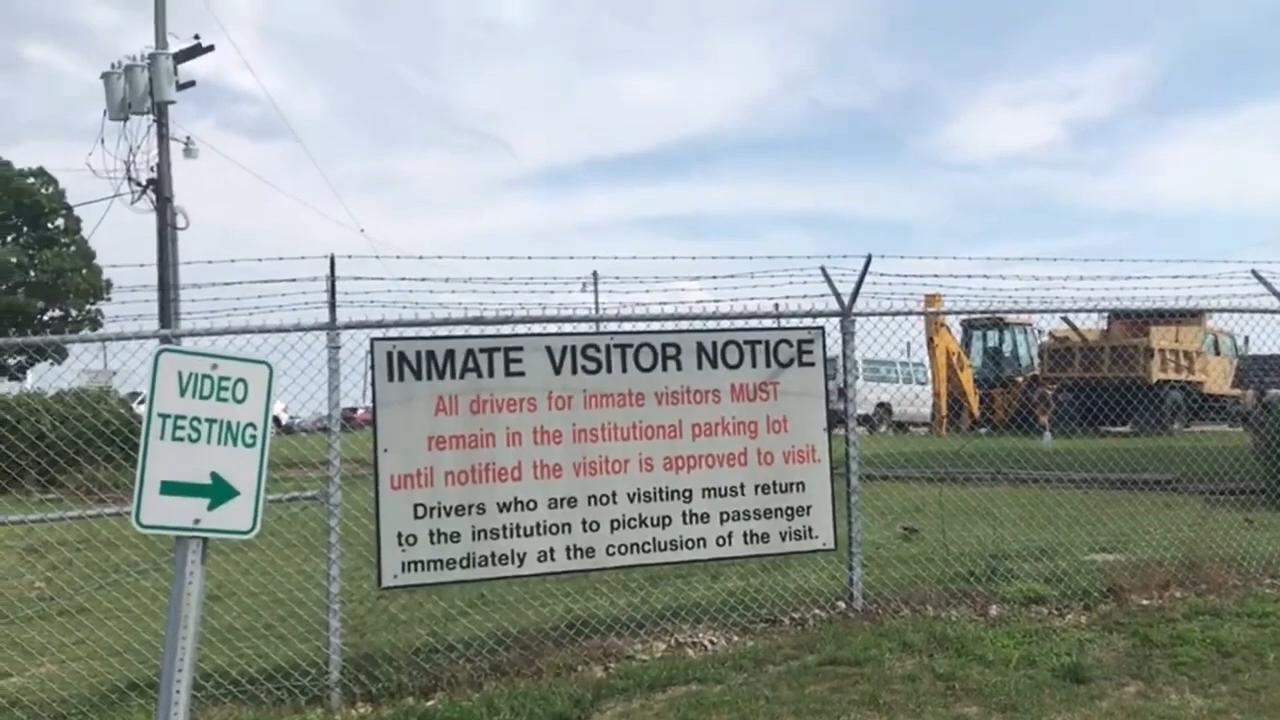 VIDEO
TESTING
INMATE VISITOR NOTICE
All drivers for inmate visitors MUST
remain in the institutional parking lot
until notified the visitor is approved to visit.
Drivers who are not visiting must return
to the institution to pickup the passenger
immediately at the conclusion of the visit.